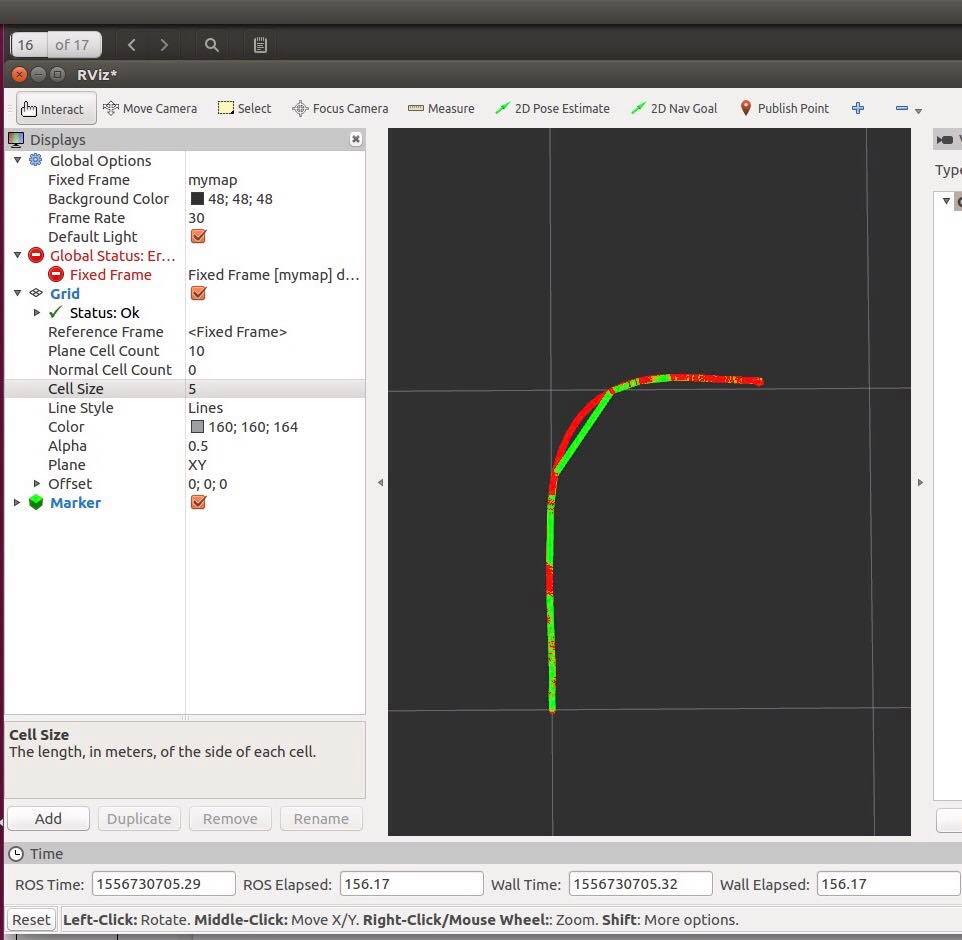 16 of 17
RViz*
Interact Move Camera Select Focus Camera Measure 2D Pose Estimate 2D Nav Goal Publish Point
Displays
Global Options
Fixed Frame mymap
Background Color 48; 48; 48
Frame Rate 30
Default Light
Global Status: Er...
Fixed Frame Fixed Frame [mymap] d...
Grid
Status: Ok
Reference Frame <Fixed Frame>
Plane Cell Count 10
Normal Cell Count 0
Cell Size 5
Line Style Lines
Color 160; 160; 164
Alpha 0.5
Plane XY
Offset 0; 0; 0
Marker
Cell Size
The length, in meters, of the side of each cell.
Add Duplicate Remove Rename
Type
Time
ROS Time: 1556730705.29 ROS Elapsed: 156.17 Wall Time: 1556730705.32 Wall Elapsed: 156.17
Reset Left-Click: Rotate. Middle-Click: Move X/Y. Right-Click/Mouse Wheel:: Zoom. Shift: More options.